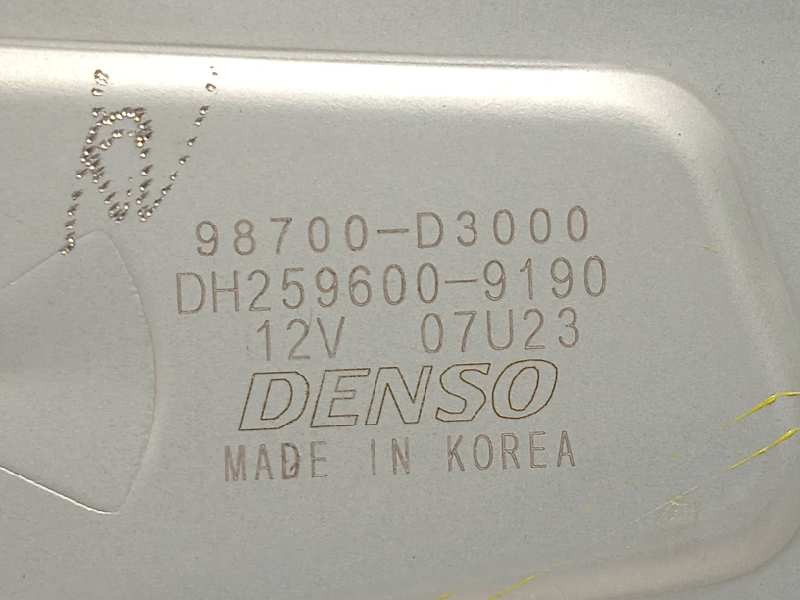 98700-D3000
DH259600-9190
12V 07U23
DENSO
MADE IN KOREA